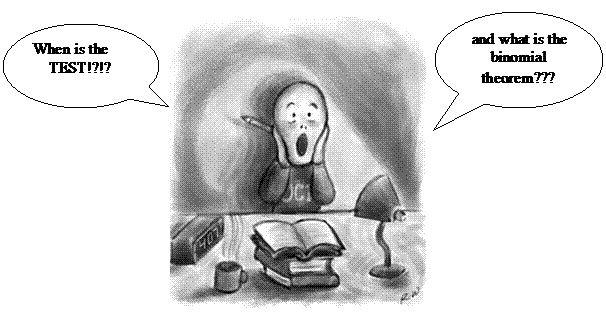 When is the
TEST!?!?
and what is the
binomial
theorem???
R.W.